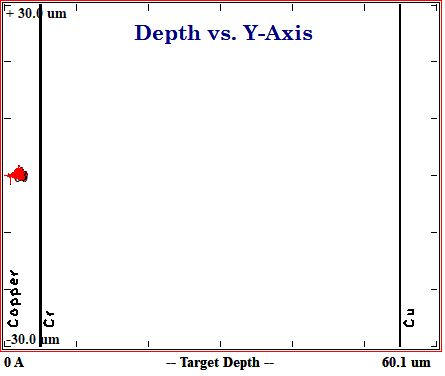 + 30.0 um
Depth vs. Y-Axis
Copper
Cr
Cu
-30.0 um
0 A
-- Target Depth --
60.1 um